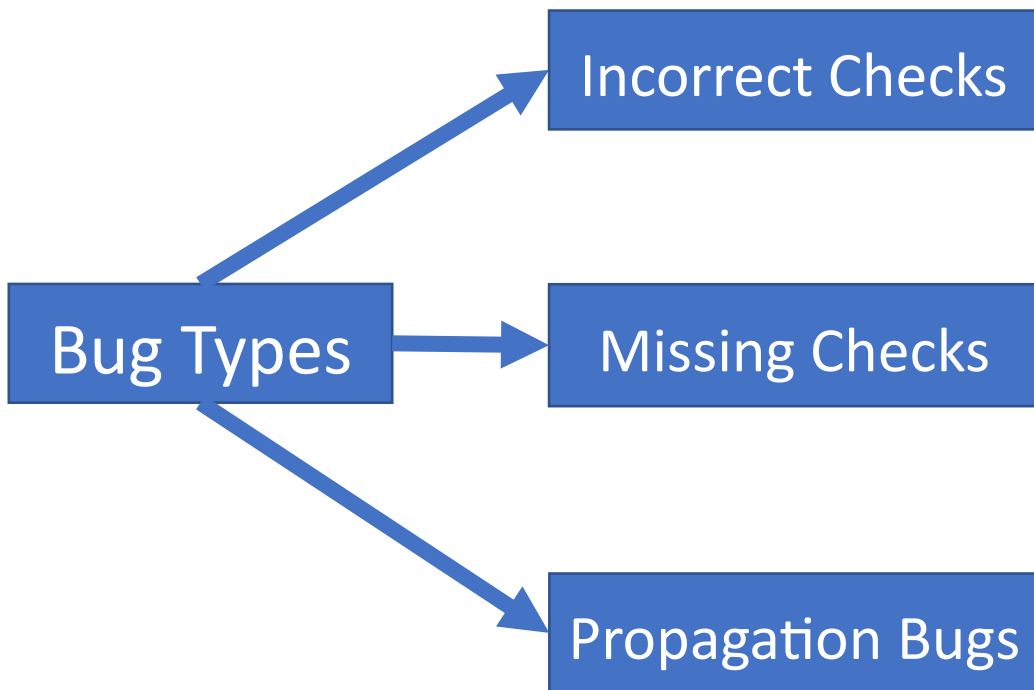 Incorrect Checks
Bug Types
Missing Checks
Propagation Bugs